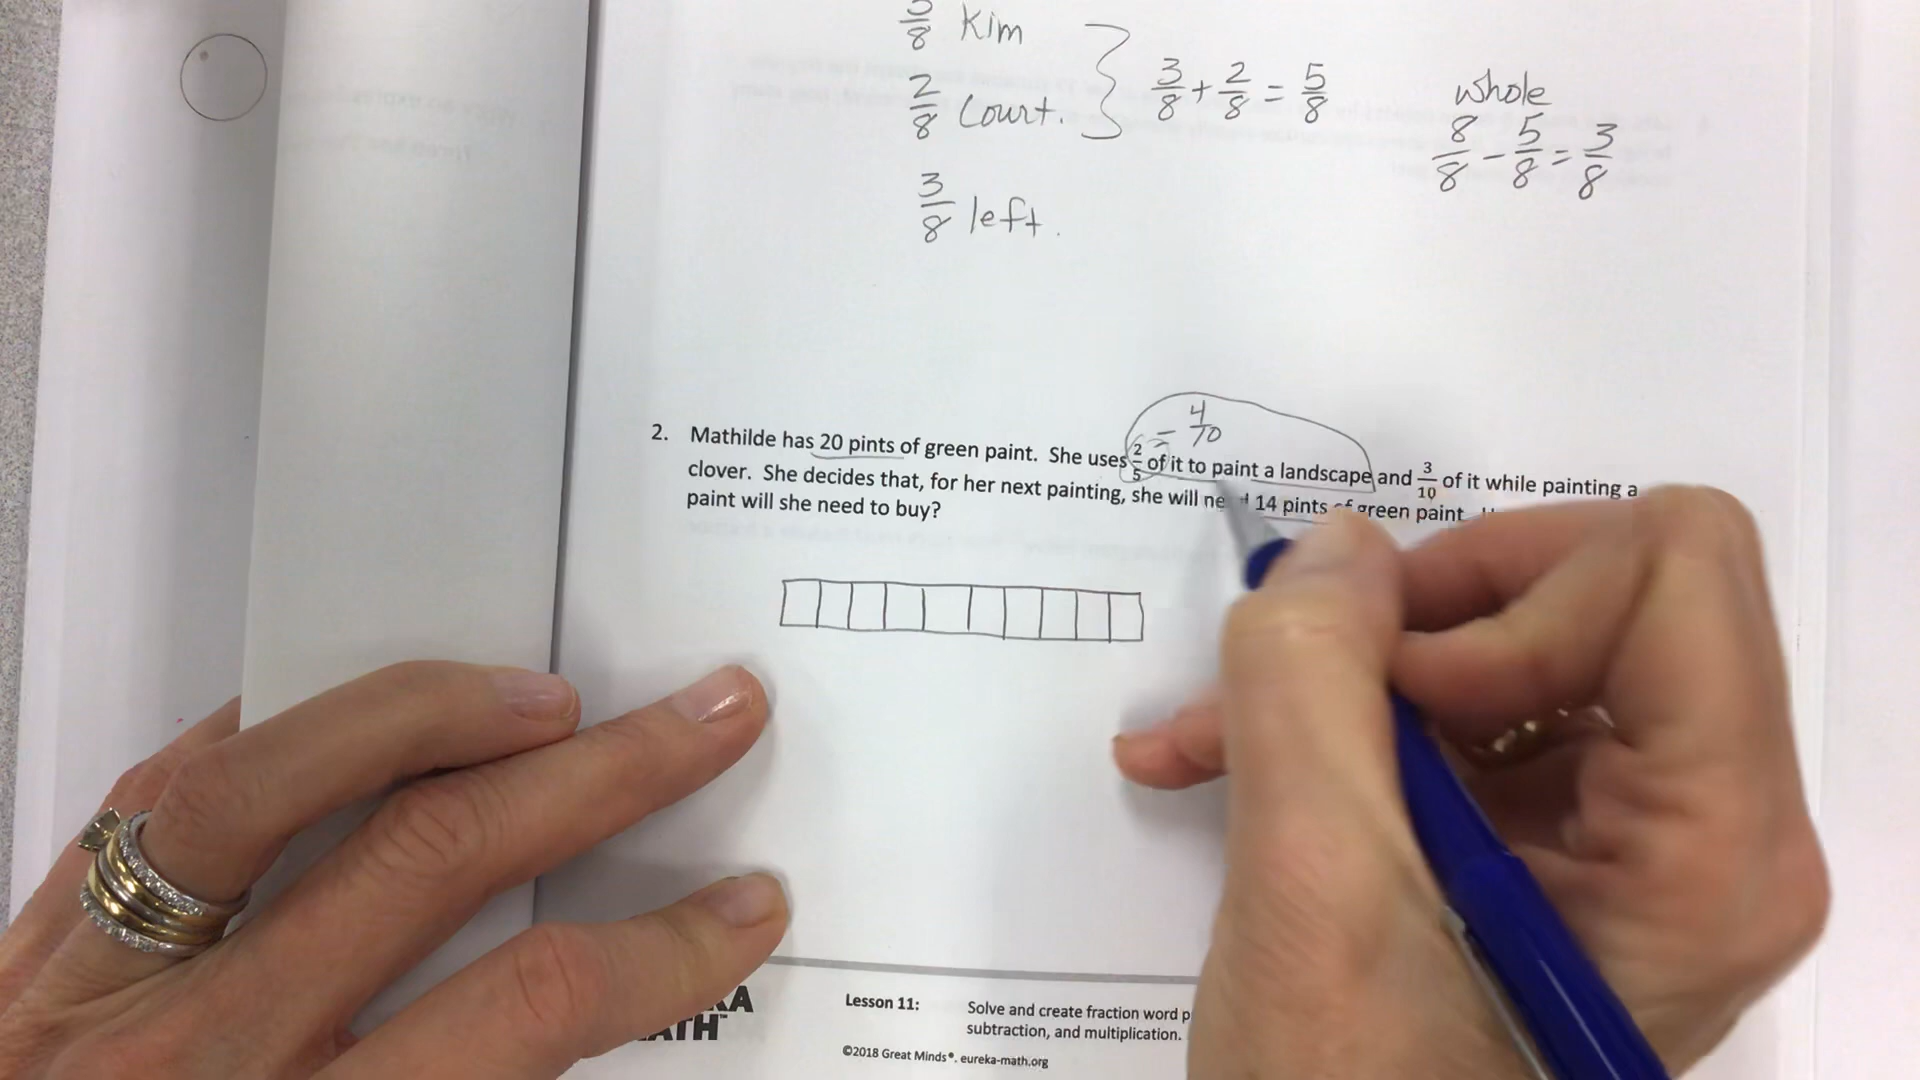 3/8 Kim
2/8 Court. } 3/8 + 2/8 = 5/8
whole
8/8 - 5/8 = 3/8
3/8 left.
= 4/10
2. Mathilde has 20 pints of green paint. She uses 2/5 of it to paint a landscape and 3/10 of it while painting a
clover. She decides that, for her next painting, she will 14 pints of green paint.
paint will she need to buy?
Lesson 11: Solve and create fraction word
subtraction, and multiplication.
©2018 Great Minds®. eureka-math.org